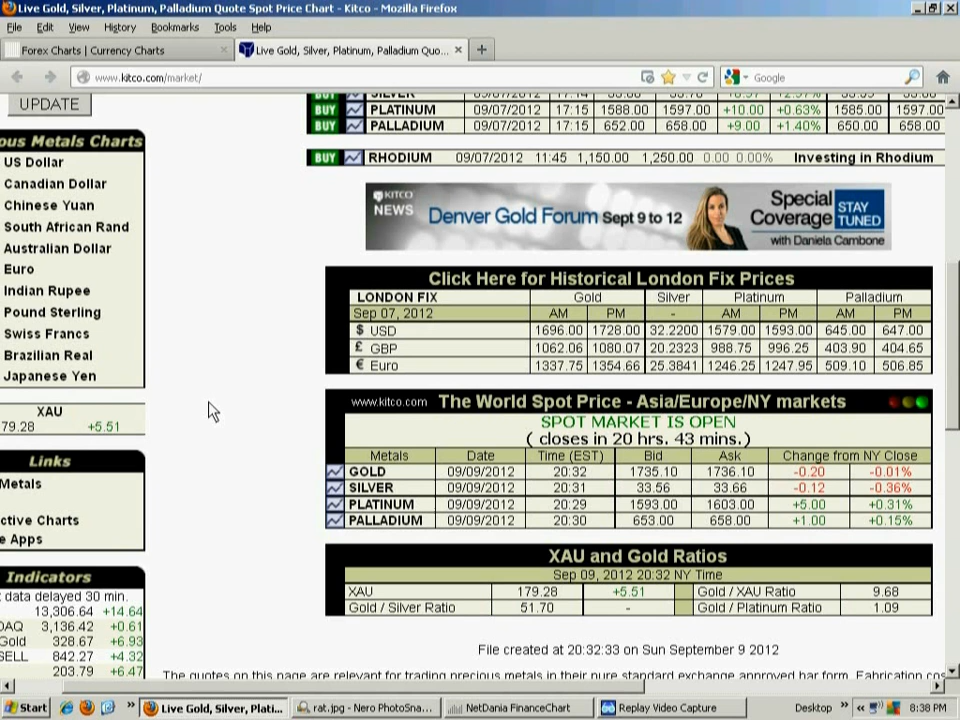 Live Gold, Silver, Platinum, Palladium Quote Spot Price Chart - Kitco - Mozilla Firefox
File Edit View History Bookmarks Tools Help
Forex Charts | Currency Charts Live Gold, Silver, Platinum, Palladium Quo...
www.kitco.com/market/ Google
UPDATE
BUY PLATINUM 09/07/2012 17:15 1588.00 1597.00 +10.00 +0.63% 1585.00 1597.00
BUY PALLADIUM 09/07/2012 17:15 652.00 658.00 +9.00 +1.40% 650.00 658.00
BUY RHODIUM 09/07/2012 11:45 1,150.00 1,250.00 0.00 0.00% Investing in Rhodium
ous Metals Charts
US Dollar
Canadian Dollar
Chinese Yuan
South African Rand
Australian Dollar
Euro
Indian Rupee
Pound Sterling
Swiss Francs
Brazilian Real
Japanese Yen
XAU
79.28 +5.51
Links
Metals
ctive Charts
e Apps
Indicators
t data delayed 30 min.
13,306.64 +14.64
DAQ 3,136.42 +0.61
Gold 328.67 +6.93
SELL 842.27 +4.32
203.79 +6.47
KITCO NEWS
Denver Gold Forum Sept 9 to 12
Special Coverage
STAY TUNED
with Daniela Cambone
Click Here for Historical London Fix Prices
LONDON FIX Gold Silver Platinum Palladium
Sep 07, 2012 AM PM - AM PM AM PM
$ USD 1696.00 1728.00 32.2200 1579.00 1593.00 645.00 647.00
£ GBP 1062.06 1080.07 20.2323 988.75 996.25 403.90 404.65
€ Euro 1337.75 1354.66 25.3841 1246.25 1247.95 509.10 506.85
www.kitco.com The World Spot Price - Asia/Europe/NY markets
SPOT MARKET IS OPEN
( closes in 20 hrs. 43 mins.)
Metals Date Time (EST) Bid Ask Change from NY Close
GOLD 09/09/2012 20:32 1735.10 1736.10 -0.20 -0.01%
SILVER 09/09/2012 20:31 33.56 33.66 -0.12 -0.36%
PLATINUM 09/09/2012 20:29 1593.00 1603.00 +5.00 +0.31%
PALLADIUM 09/09/2012 20:30 653.00 658.00 +1.00 +0.15%
XAU and Gold Ratios
Sep 09, 2012 20:32 NY Time
XAU 179.28 +5.51 Gold / XAU Ratio 9.68
Gold / Silver Ratio 51.70 - Gold / Platinum Ratio 1.09
File created at 20:32:33 on Sun September 9 2012
The quotes on this page are relevant for trading precious metals in their pure standard exchange approved bar form. Fabrication cos
Start Live Gold, Silver, Plati... rat.jpg - Nero PhotoSna... NetDania FinanceChart Replay Video Capture Desktop 8:38 PM